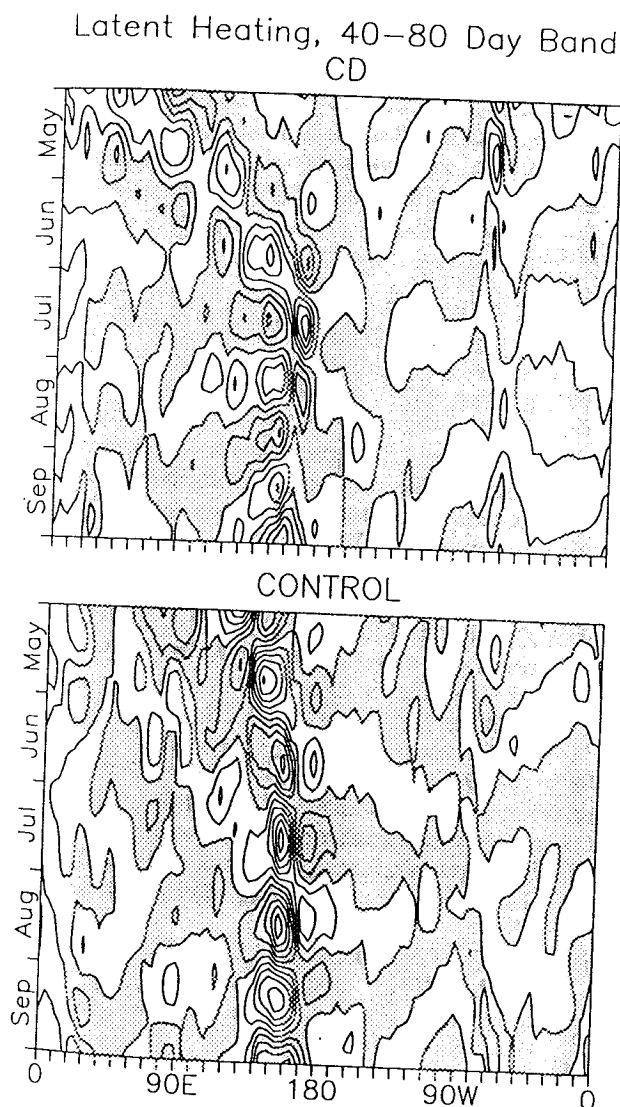 Latent Heating, 40–80 Day Band
CD
May
Jun
Jul
Aug
Sep
CONTROL
May
Jun
Jul
Aug
Sep
0 90E 180 90W 0